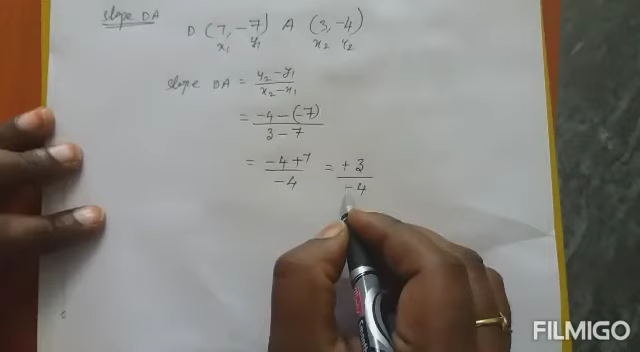 slope DA
D (7, -7) A (3, -4)
x₁ y₁ x₂ y₂
slope DA = y₂ - y₁ / x₂ - x₁
= -4 - (-7) / 3 - 7
= -4 + 7 / -4 = + 3 / -4
FILMIGO